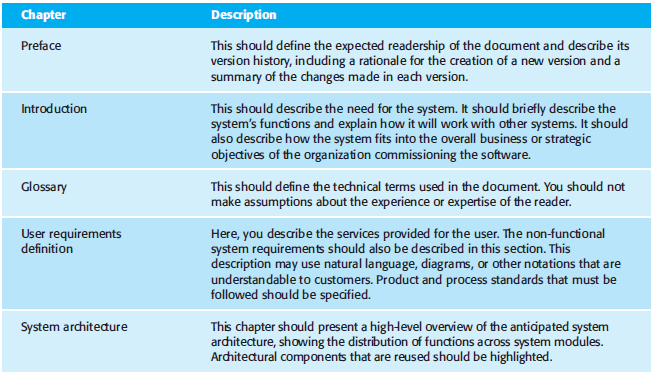 Chapter Description
Preface This should define the expected readership of the document and describe its
version history, including a rationale for the creation of a new version and a
summary of the changes made in each version.
Introduction This should describe the need for the system. It should briefly describe the
system’s functions and explain how it will work with other systems. It should
also describe how the system fits into the overall business or strategic
objectives of the organization commissioning the software.
Glossary This should define the technical terms used in the document. You should not
make assumptions about the experience or expertise of the reader.
User requirements Here, you describe the services provided for the user. The non-functional
definition system requirements should also be described in this section. This
description may use natural language, diagrams, or other notations that are
understandable to customers. Product and process standards that must be
followed should be specified.
System architecture This chapter should present a high-level overview of the anticipated system
architecture, showing the distribution of functions across system modules.
Architectural components that are reused should be highlighted.